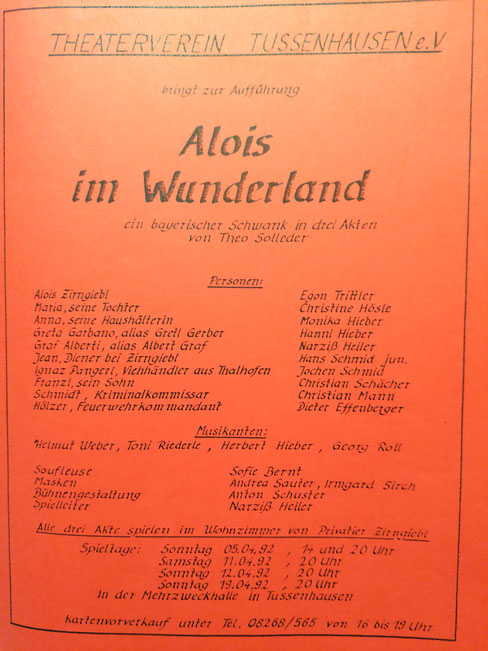 THEATERVEREIN TUSSENHAUSEN e.V
bringt zur Aufführung
Alois
im Wunderland
ein bayerischer Schwank in drei Akten
von Theo Solleder
Personen:
Alois Zirngiebl Egon Trittler
Maria, seine Tochter Christine Hösle
Anna, seine Haushälterin Monika Hieber
Greta Garbano, alias Gretl Gerber Hanni Hieber
Graf Alberti, alias Albert Graf Narziß Heller
Jean, Diener bei Zirngiebl Hans Schmid jun.
Ignaz Pangerl, Viehhändler aus Thalhofen Jochen Schmid
Franzl, sein Sohn Christian Schächer
Schmidt, Kriminalkommissar Christian Mann
Hölzer, Feuerwehrkommandant Dieter Effenberger
Musikanten:
Helmut Weber, Toni Riederle, Herbert Hieber, Georg Roll
Soufleuse Sofie Bernt
Masken Andrea Sauter, Irmgard Sirch
Bühnengestaltung Anton Schuster
Spielleiter Narziß Heller
Alle drei Akte spielen im Wohnzimmer von Privatier Zirngiebl
Spieltage: Sonntag 05.04.92, 14 und 20 Uhr
Samstag 11.04.92, 20 Uhr
Sonntag 12.04.92, 20 Uhr
Sonntag 19.04.92, 20 Uhr
In der Mehrzweckhalle in Tussenhausen
Kartenvorverkauf unter Tel. 08268/565 von 16 bis 19 Uhr